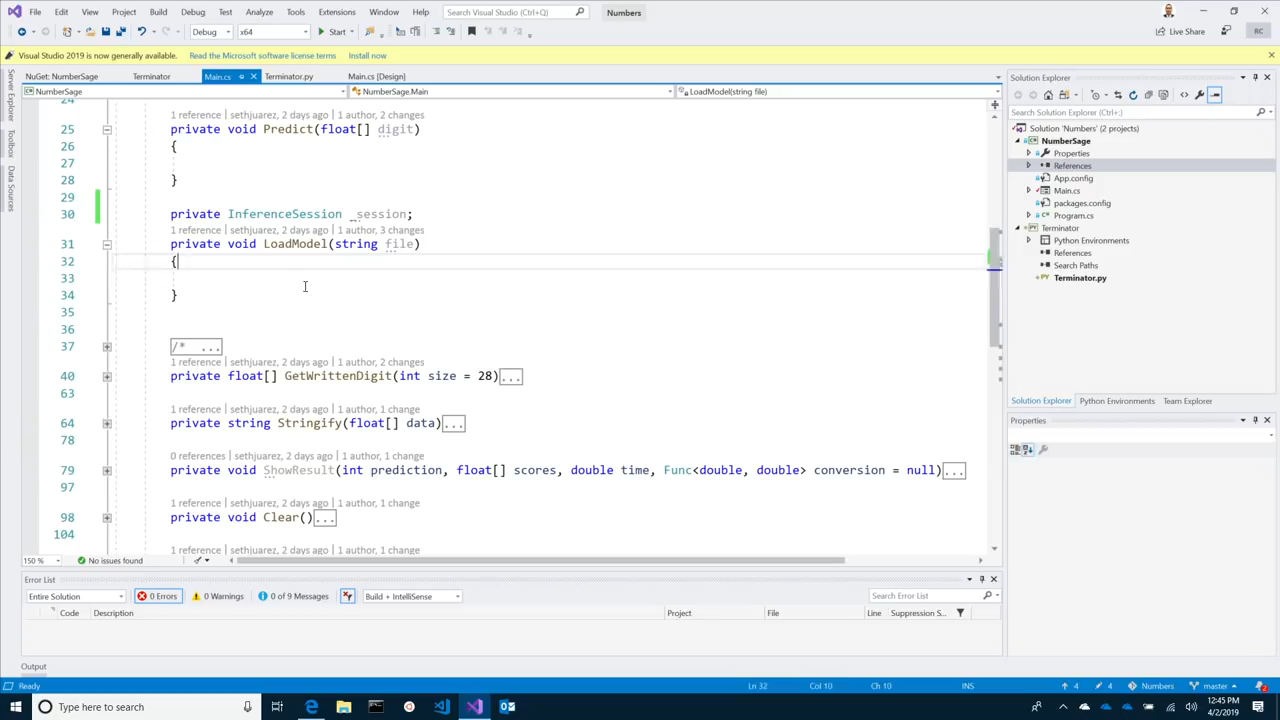 File Edit View Project Build Debug Test Analyze Tools Extensions Window Help Search Visual Studio (Ctrl+Q) Numbers
Debug x64 Start Live Share RC
Visual Studio 2019 is now generally available. Read the Microsoft software license terms Install now
Server Explorer
Toolbox
Data Sources
NuGet: NumberSage Terminator Main.cs Terminator.py Main.cs [Design]
NumberSage NumberSage.Main LoadModel(string file)
24
1 reference | sethjuarez, 2 days ago | 1 author, 2 changes
25 private void Predict(float[] digit)
26 {
27
28 }
29
30 private InferenceSession _session;
1 reference | sethjuarez, 2 days ago | 1 author, 3 changes
31 private void LoadModel(string file)
32 {
33
34 }
35
36
37 /* ...
1 reference | sethjuarez, 2 days ago | 1 author, 2 changes
40 private float[] GetWrittenDigit(int size = 28)...
63
1 reference | sethjuarez, 2 days ago | 1 author, 1 change
64 private string Stringify(float[] data)...
78
0 references | sethjuarez, 2 days ago | 1 author, 1 change
79 private void ShowResult(int prediction, float[] scores, double time, Func<double, double> conversion = null)...
97
1 reference | sethjuarez, 2 days ago | 1 author, 1 change
98 private void Clear()...
104
1 reference | sethjuarez, 2 days ago | 1 author, 1 change
150 % No issues found
Error List
Entire Solution 0 Errors 0 Warnings 0 of 9 Messages Build + IntelliSense Search Error List
Code Description Project File Line Suppression S...
Output
Solution Explorer
Search Solution Explorer (Ctrl+;)
Solution 'Numbers' (2 projects)
NumberSage
Properties
References
App.config
Main.cs
packages.config
Program.cs
Terminator
Python Environments
References
Search Paths
Terminator.py
Solution Explorer Python Environments Team Explorer
Properties
Ready Ln 32 Col 10 Ch 10 INS 4 4 Numbers master 2
Type here to search 12:45 PM
4/2/2019